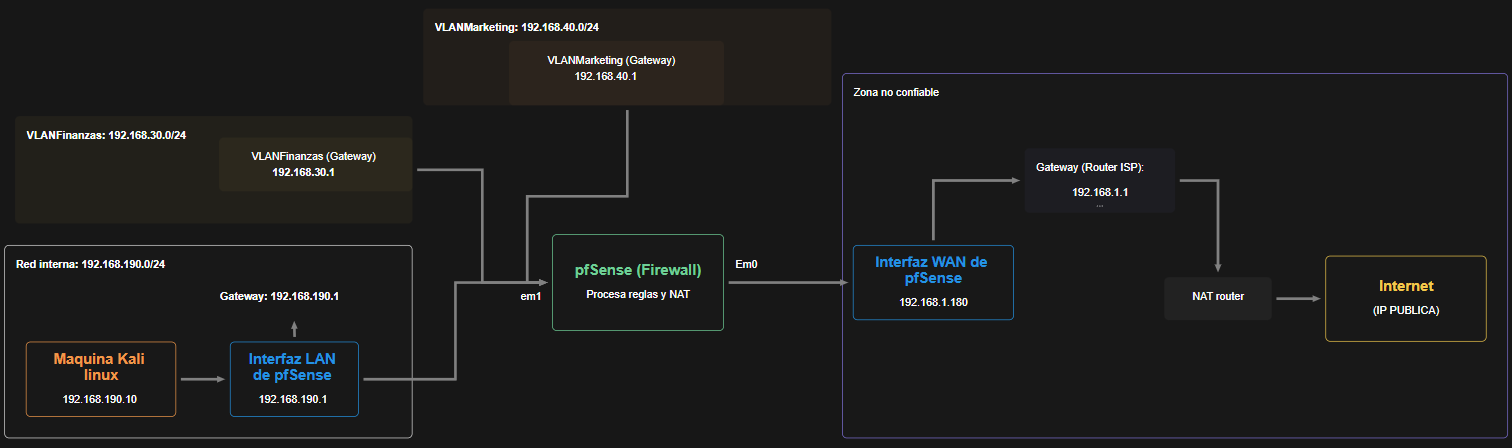 VLANMarketing: 192.168.40.0/24
VLANMarketing (Gateway)
192.168.40.1
Zona no confiable
VLANFinanzas: 192.168.30.0/24
VLANFinanzas (Gateway)
192.168.30.1
Gateway (Router ISP):
192.168.1.1
...
Red interna: 192.168.190.0/24
Gateway: 192.168.190.1
Maquina Kali
linux
192.168.190.10
Interfaz LAN
de pfSense
192.168.190.1
em1
pfSense (Firewall)
Procesa reglas y NAT
Em0
Interfaz WAN de
pfSense
192.168.1.180
NAT router
Internet
(IP PUBLICA)